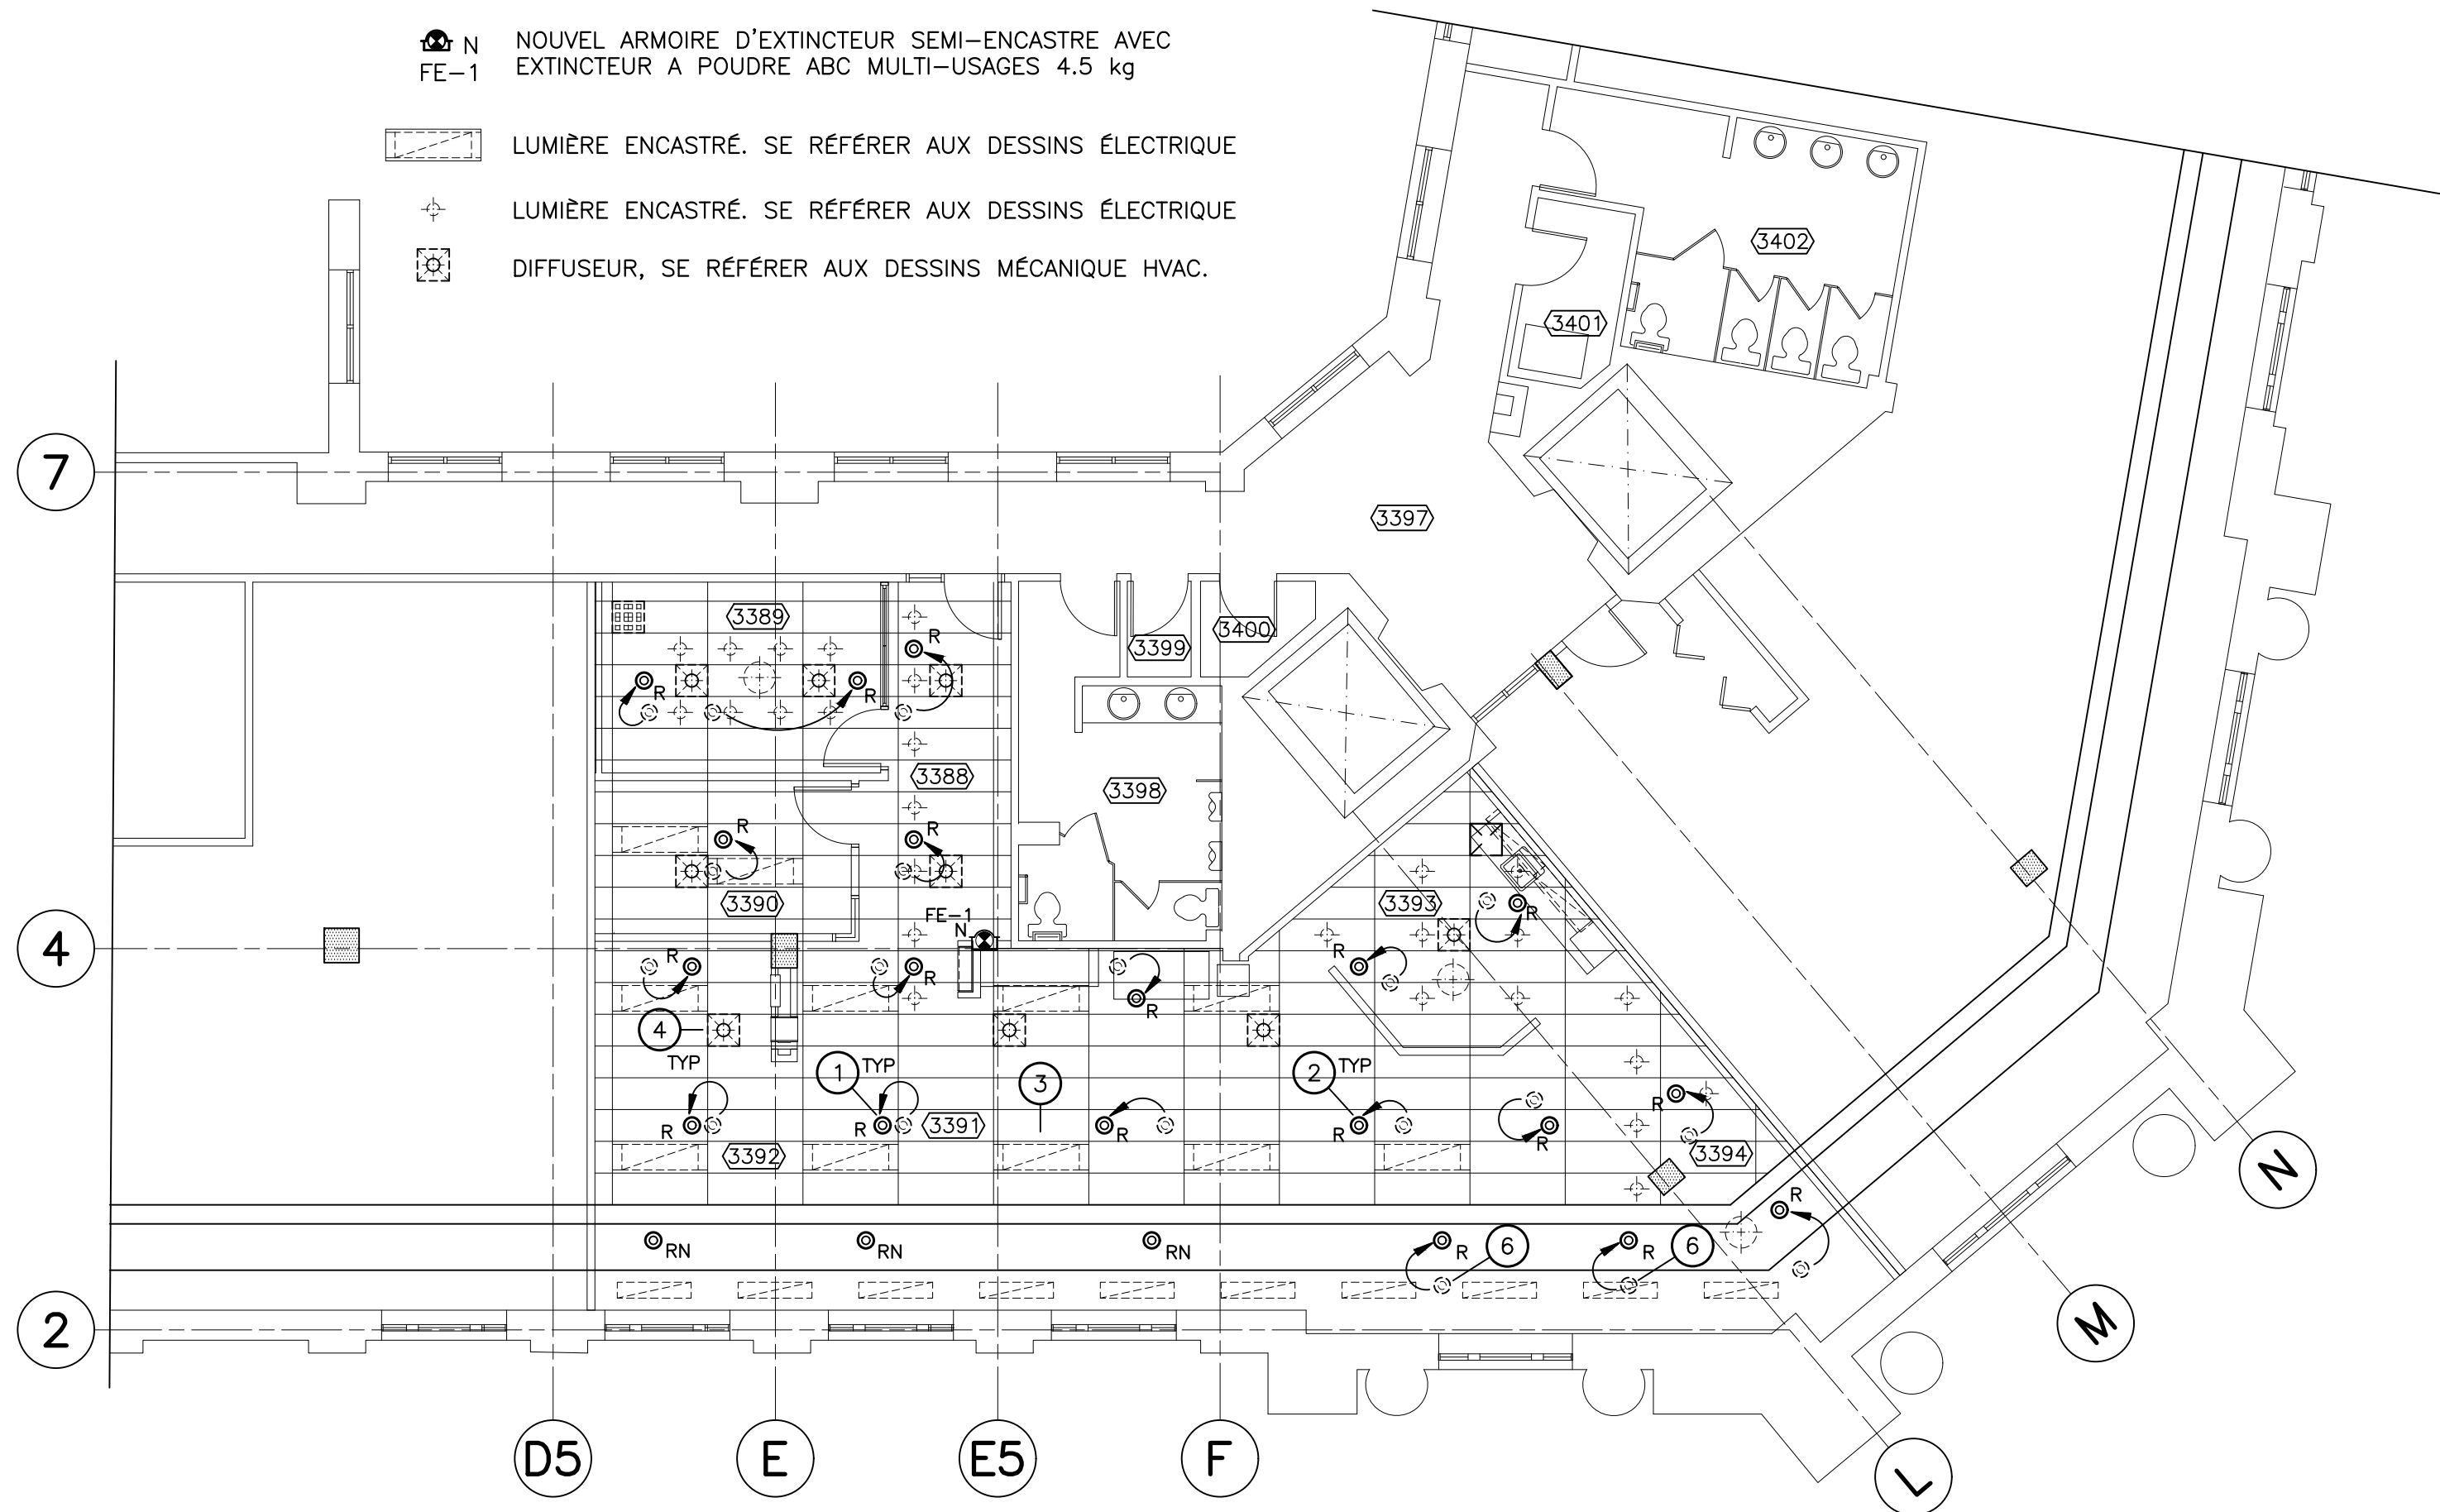 N NOUVEL ARMOIRE D'EXTINCTEUR SEMI-ENCASTRE AVEC
FE-1 EXTINCTEUR A POUDRE ABC MULTI-USAGES 4.5 kg
LUMIÈRE ENCASTRÉ. SE RÉFÉRER AUX DESSINS ÉLECTRIQUE
LUMIÈRE ENCASTRÉ. SE RÉFÉRER AUX DESSINS ÉLECTRIQUE
DIFFUSEUR, SE RÉFÉRER AUX DESSINS MÉCANIQUE HVAC.
3402
3401
7
3397
3389
3400
R
3399
R
R
3388
3398
R
R
3390
3393
FE-1
R
N
4
R
R
R
R
4
TYP
1
TYP
3
2
TYP
R
R
R
3391
R
R
R
3392
3394
N
R
RN
RN
RN
R
6
R
6
2
M
D5
E
E5
F
L